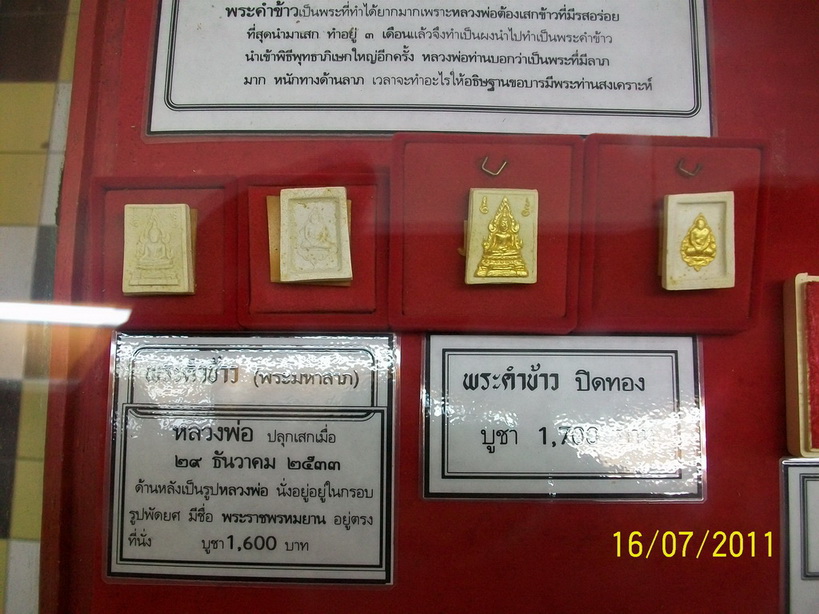 พระคำข้าวเป็นพระที่ทำได้ยากมากเพราะหลวงพ่อต้องเสกข้าวที่มีรสอร่อย
ที่สุดนำมาเสก ทำอยู่ ๓ เดือนแล้วจึงทำเป็นผงนำไปทำเป็นพระคำข้าว
นำเข้าพิธีพุทธาภิเษกใหญ่อีกครั้ง หลวงพ่อท่านบอกว่าเป็นพระที่มีลาภ
มาก หนักทางด้านลาภ เวลาจะทำอะไรให้อธิษฐานขอบารมีพระท่านสงเคราะห์
พระคำข้าว (พระมหาลาภ)
หลวงพ่อ ปลุกเสกเมื่อ
๒๙ ธันวาคม ๒๕๓๓
ด้านหลังเป็นรูปหลวงพ่อ นั่งอยู่อยู่ในกรอบ
รูปพัดยศ มีชื่อ พระราชพรหมยาน อยู่ตรง
ที่นั่ง บูชา 1,600 บาท
พระคำข้าว ปิดทอง
บูชา 1,700
16/07/2011